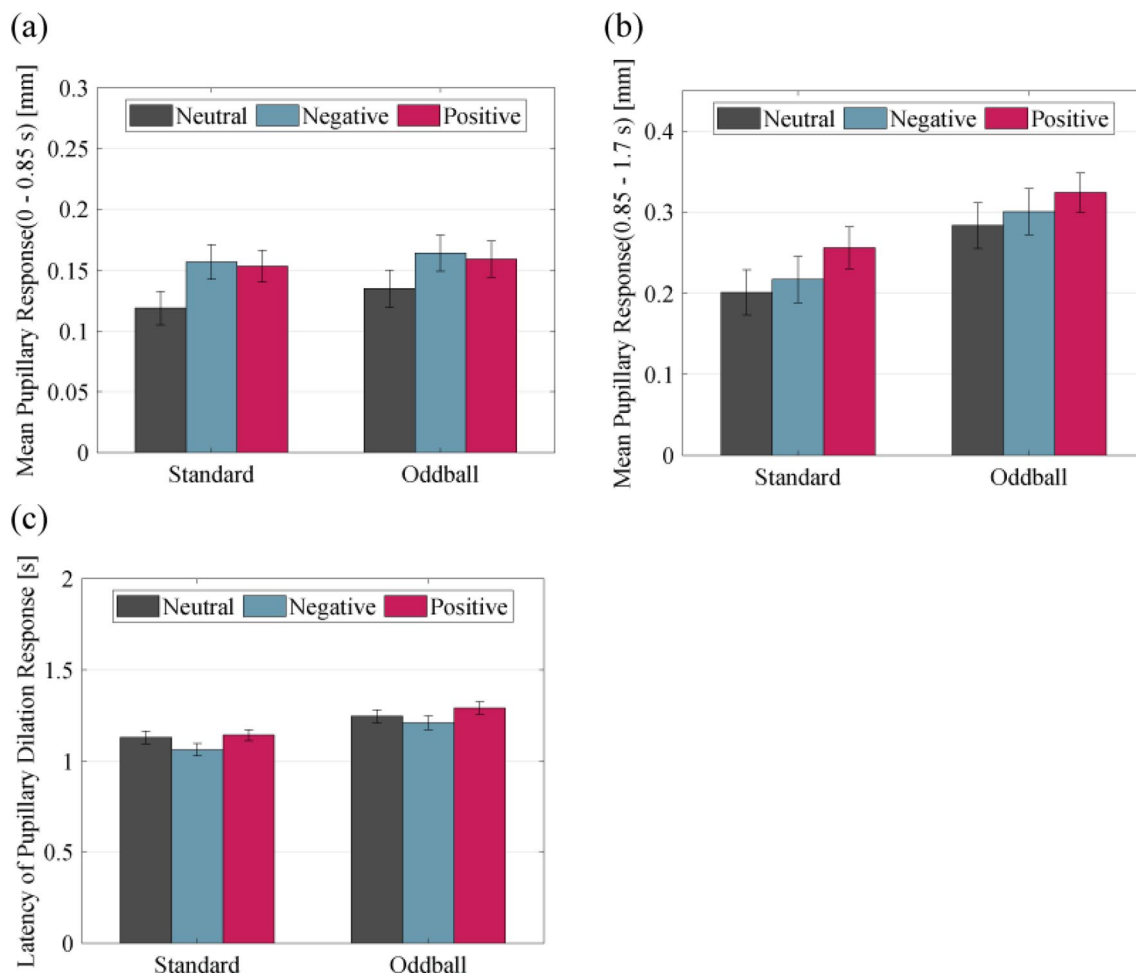 (a)
Mean Pupillary Response(0 - 0.85 s) [mm]
0.3
0.25
0.2
0.15
0.1
0.05
0
Neutral Negative Positive
Standard Oddball
(b)
Mean Pupillary Response(0.85 - 1.7 s) [mm]
0.4
0.3
0.2
0.1
0
Neutral Negative Positive
Standard Oddball
(c)
Latency of Pupillary Dilation Response [s]
2
1.5
1
0.5
0
Neutral Negative Positive
Standard Oddball